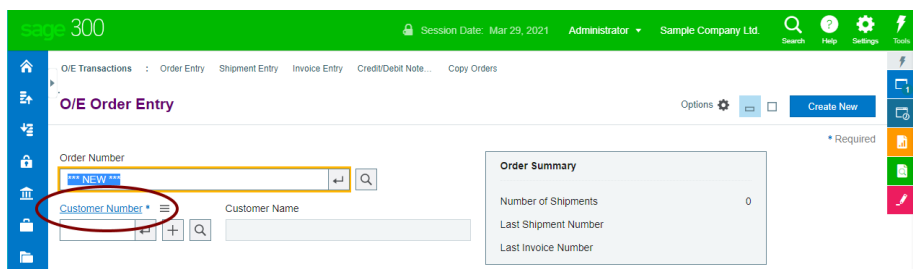 sage 300
Session Date: Mar 29, 2021 Administrator Sample Company Ltd.
Search Help Settings Tools
O/E Transactions : Order Entry Shipment Entry Invoice Entry Credit/Debit Note... Copy Orders
O/E Order Entry
Options
Create New
1
* Required
Order Number
*** NEW ***
Customer Number *
Customer Name
Order Summary
Number of Shipments 0
Last Shipment Number
Last Invoice Number